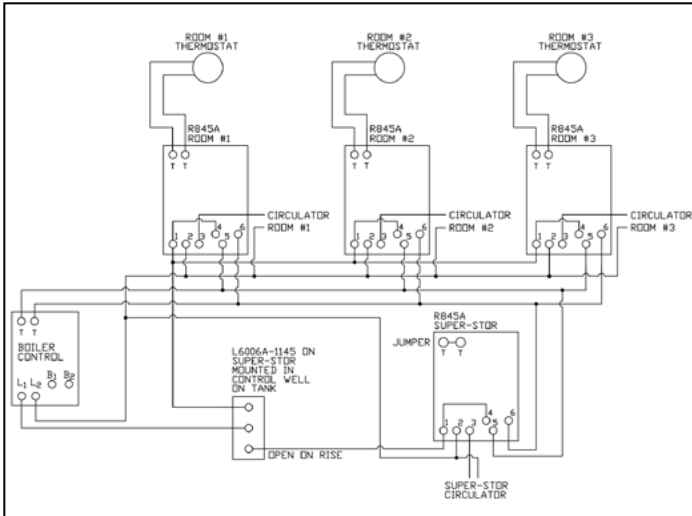 ROOM #1
THERMOSTAT
ROOM #2
THERMOSTAT
ROOM #3
THERMOSTAT
R845A
ROOM #1
R845A
ROOM #2
R845A
ROOM #3
T T
T T
T T
1 2 3 4 5 6
CIRCULATOR
ROOM #1
1 2 3 4 5 6
CIRCULATOR
ROOM #2
1 2 3 4 5 6
CIRCULATOR
ROOM #3
T T
BOILER
CONTROL
L1 L2 B1 B2
L6006A-1145 ON
SUPER-STOR
MOUNTED IN
CONTROL WELL
ON TANK
OPEN ON RISE
R845A
SUPER-STOR
JUMPER
T T
1 2 3 4 5 6
SUPER-STOR
CIRCULATOR